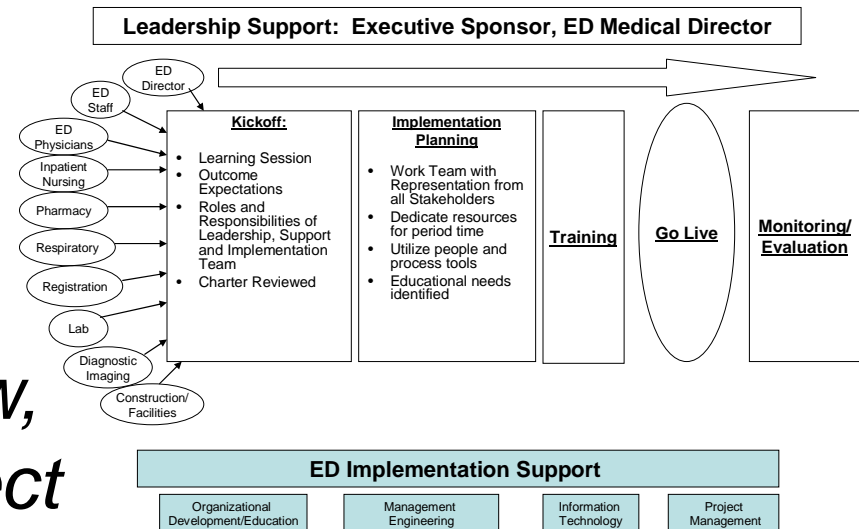 Leadership Support: Executive Sponsor, ED Medical Director
ED
Director
ED
Staff
ED
Physicians
Inpatient
Nursing
Pharmacy
Respiratory
Registration
Lab
Diagnostic
Imaging
Construction/
Facilities
Kickoff:
• Learning Session
• Outcome
Expectations
• Roles and
Responsibilities of
Leadership, Support
and Implementation
Team
• Charter Reviewed
Implementation
Planning
• Work Team with
Representation from
all Stakeholders
• Dedicate resources
for period time
• Utilize people and
process tools
• Educational needs
identified
Training
Go Live
Monitoring/
Evaluation
ED Implementation Support
Organizational
Development/Education
Management
Engineering
Information
Technology
Project
Management